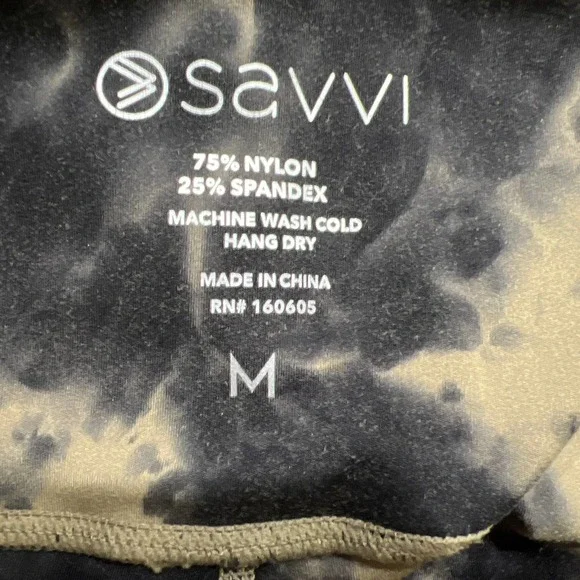 savvi
75% NYLON
25% SPANDEX
MACHINE WASH COLD
HANG DRY
MADE IN CHINA
RN# 160605
M